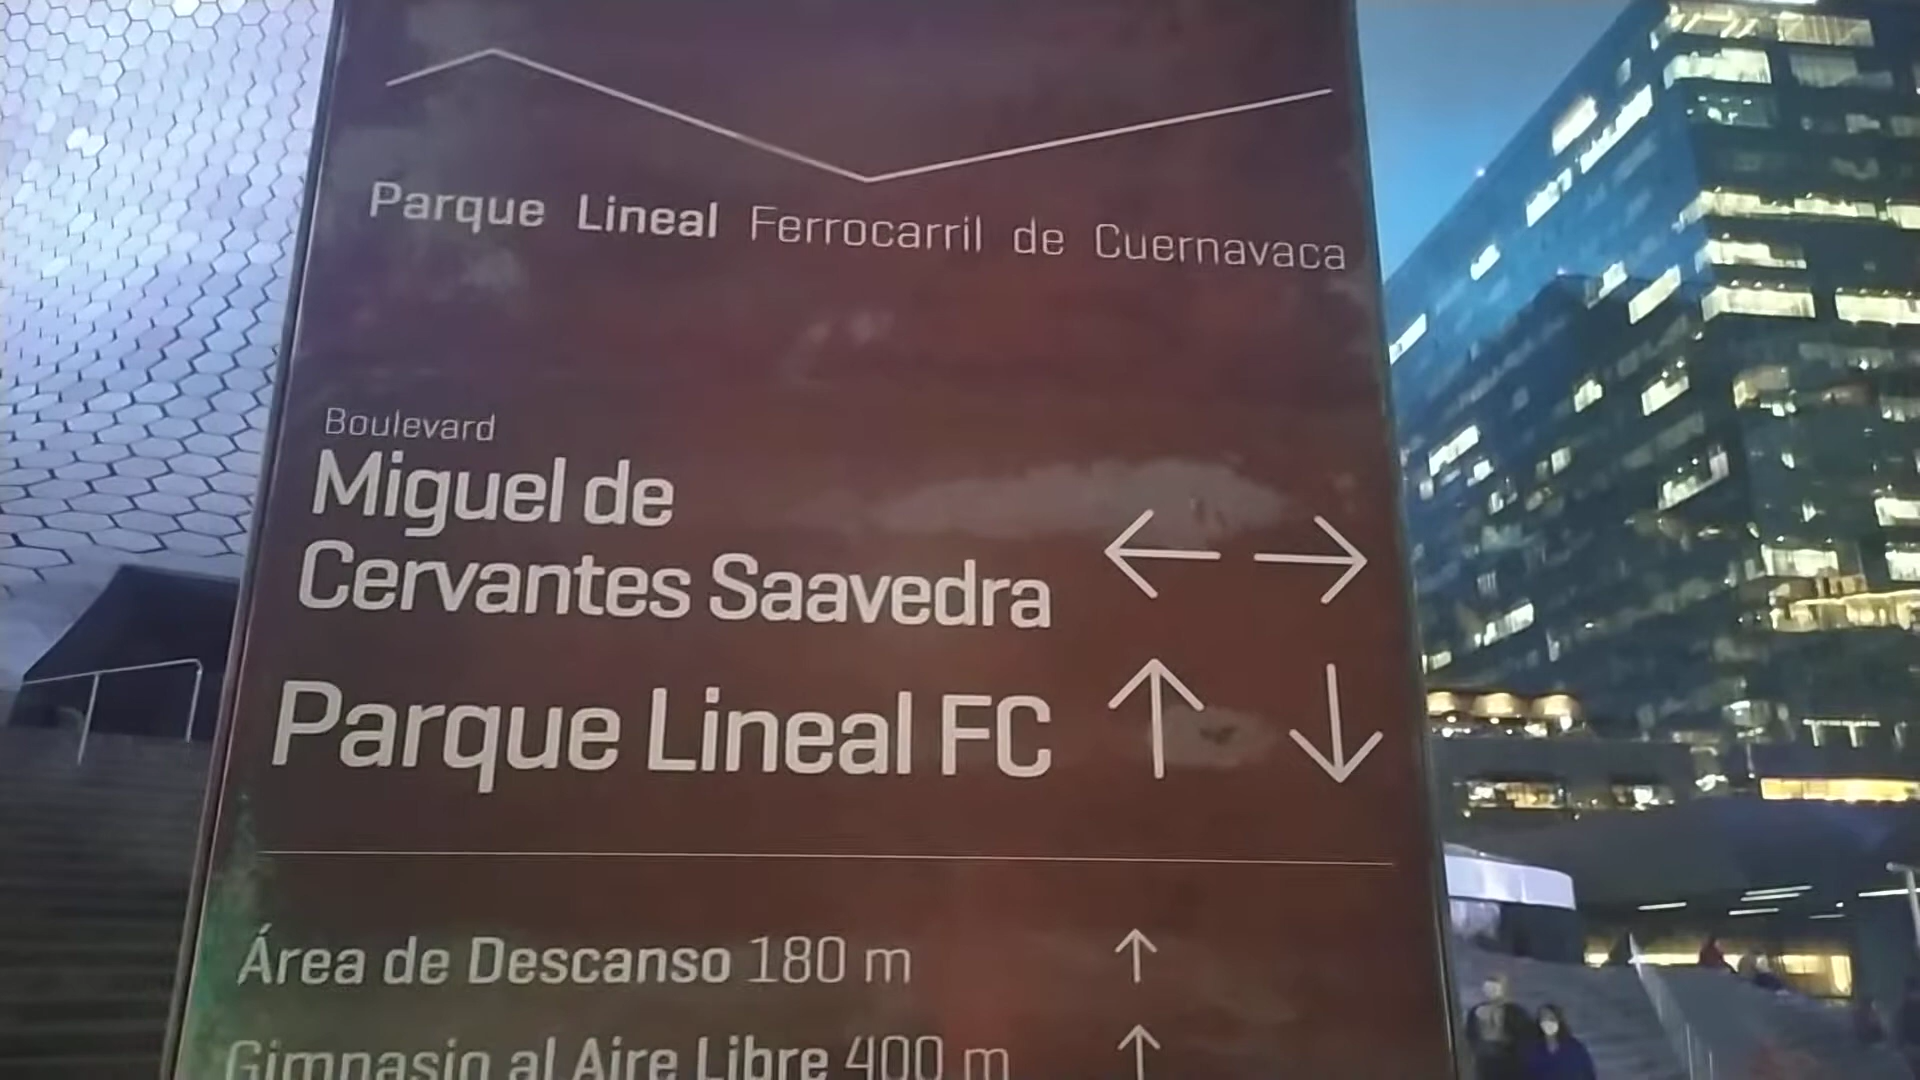 Parque Lineal Ferrocarril de Cuernavaca
Boulevard
Miguel de
Cervantes Saavedra
Parque Lineal FC
Área de Descanso 180 m
Gimnasio al Aire Libre 400 m